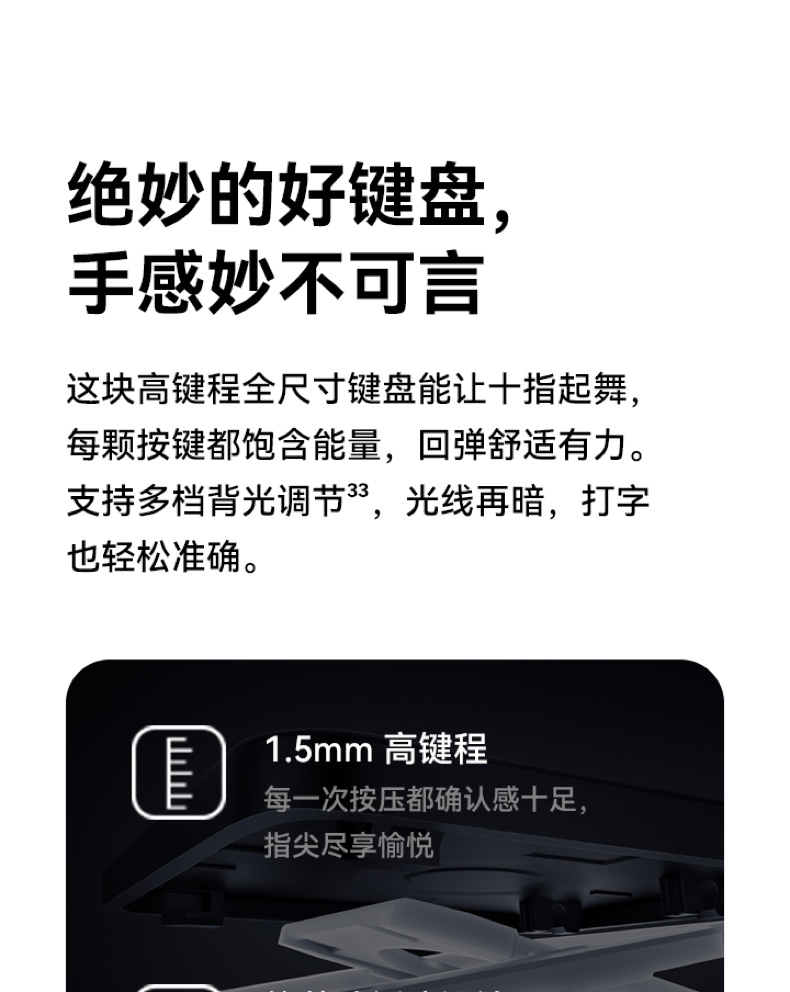 绝妙的好键盘，
手感妙不可言
这块高键程全尺寸键盘能让十指起舞，
每颗按键都饱含能量，回弹舒适有力。
支持多档背光调节³³，光线再暗，打字
也轻松准确。
1.5mm 高键程
每一次按压都确认感十足，
指尖尽享愉悦